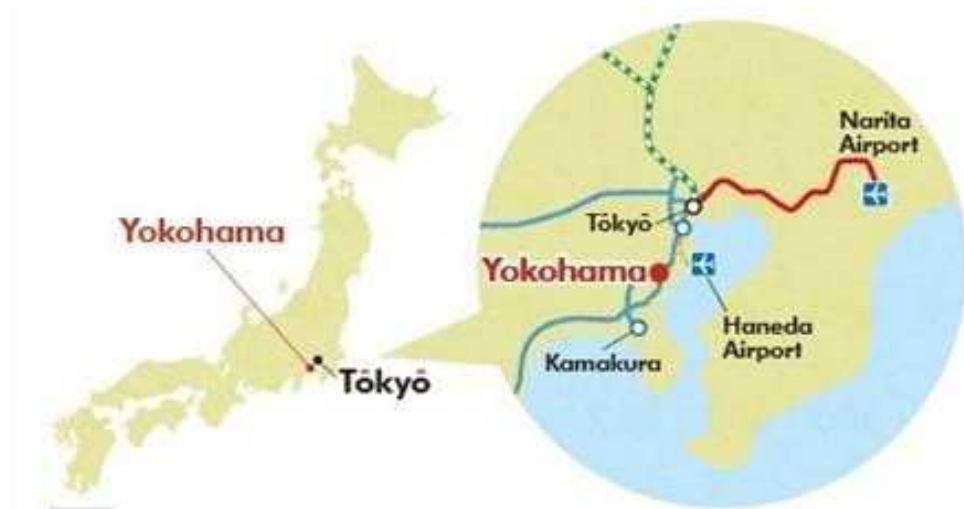 Yokohama
Tōkyō
Narita
Airport
Tōkyō
Yokohama
Haneda
Airport
Kamakura